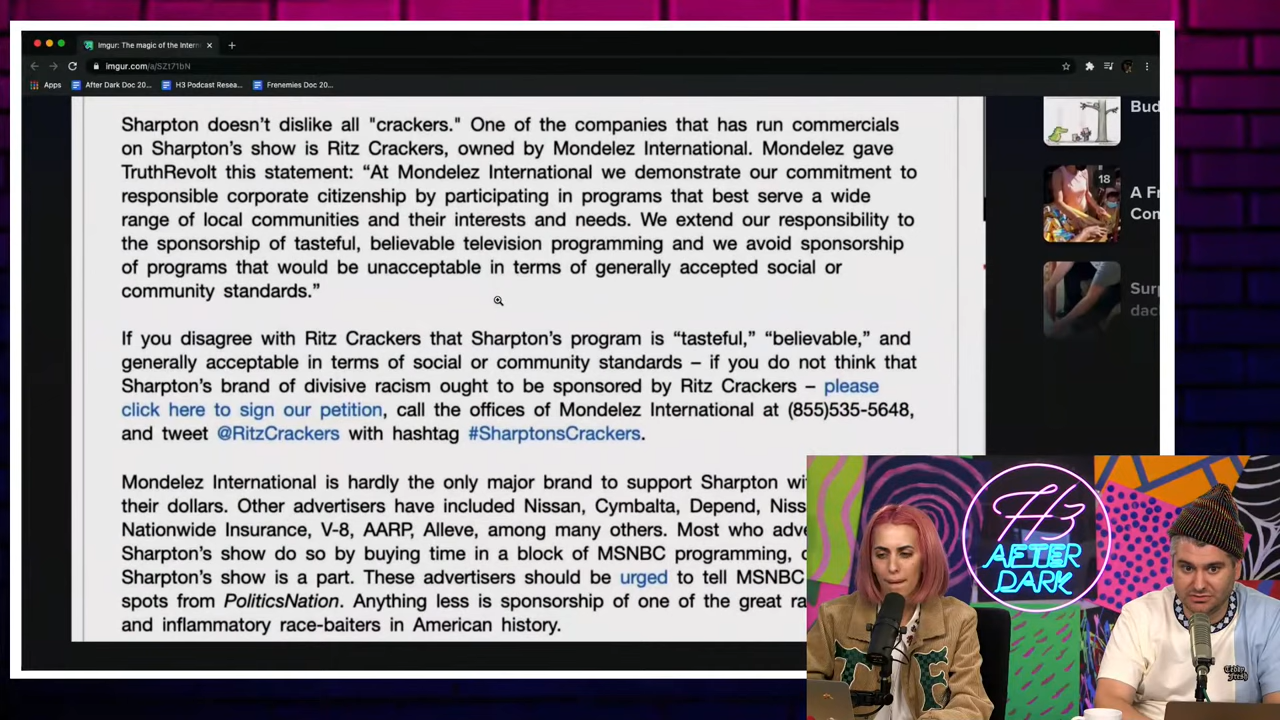 Imgur: The magic of the Intern
imgur.com/a/SZt71bN
Apps After Dark Doc 20... H3 Podcast Resea... Frenemies Doc 20...
Sharpton doesn’t dislike all "crackers." One of the companies that has run commercials
on Sharpton’s show is Ritz Crackers, owned by Mondelez International. Mondelez gave
TruthRevolt this statement: “At Mondelez International we demonstrate our commitment to
responsible corporate citizenship by participating in programs that best serve a wide
range of local communities and their interests and needs. We extend our responsibility to
the sponsorship of tasteful, believable television programming and we avoid sponsorship
of programs that would be unacceptable in terms of generally accepted social or
community standards.”
If you disagree with Ritz Crackers that Sharpton’s program is “tasteful,” “believable,” and
generally acceptable in terms of social or community standards – if you do not think that
Sharpton’s brand of divisive racism ought to be sponsored by Ritz Crackers – please
click here to sign our petition, call the offices of Mondelez International at (855)535-5648,
and tweet @RitzCrackers with hashtag #SharptonsCrackers.
Mondelez International is hardly the only major brand to support Sharpton wi
their dollars. Other advertisers have included Nissan, Cymbalta, Depend, Niss
Nationwide Insurance, V-8, AARP, Alleve, among many others. Most who adve
Sharpton’s show do so by buying time in a block of MSNBC programming,
Sharpton’s show is a part. These advertisers should be urged to tell MSNBC
spots from PoliticsNation. Anything less is sponsorship of one of the great ra
and inflammatory race-baiters in American history.
Bud
18
A F
Con
Sur
dac
H3
AFTER
DARK
Teddy
Fresh